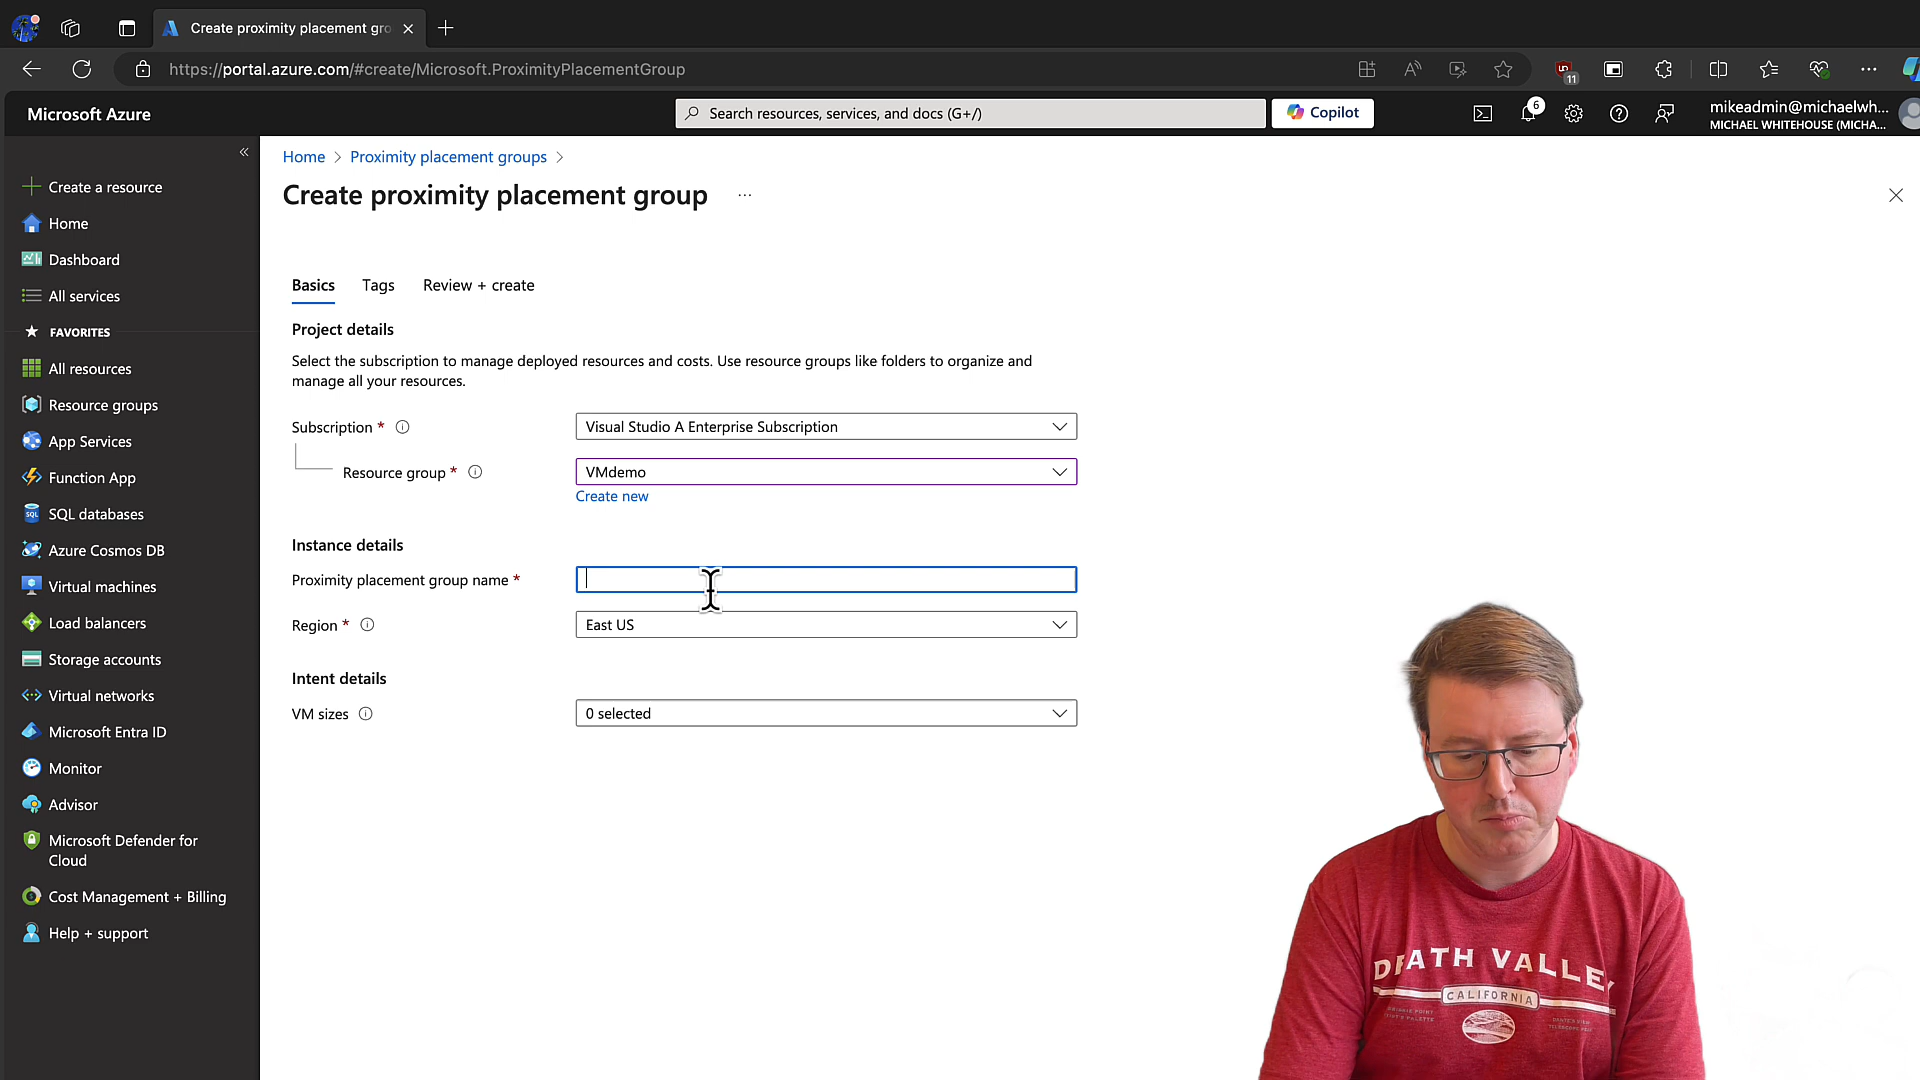 Create proximity placement gro
https://portal.azure.com/#create/Microsoft.ProximityPlacementGroup
11
Microsoft Azure
Search resources, services, and docs (G+/)
Copilot
6
mikeadmin@michaelwh...
MICHAEL WHITEHOUSE (MICHA...
Create a resource
Home
Dashboard
All services
FAVORITES
All resources
Resource groups
App Services
Function App
SQL databases
Azure Cosmos DB
Virtual machines
Load balancers
Storage accounts
Virtual networks
Microsoft Entra ID
Monitor
Advisor
Microsoft Defender for
Cloud
Cost Management + Billing
Help + support
Home > Proximity placement groups >
Create proximity placement group ...
Basics Tags Review + create
Project details
Select the subscription to manage deployed resources and costs. Use resource groups like folders to organize and
manage all your resources.
Subscription * Visual Studio A Enterprise Subscription
Resource group * VMdemo
Create new
Instance details
Proximity placement group name *
Region * East US
Intent details
VM sizes 0 selected
DEATH VALLEY
CALIFORNIA